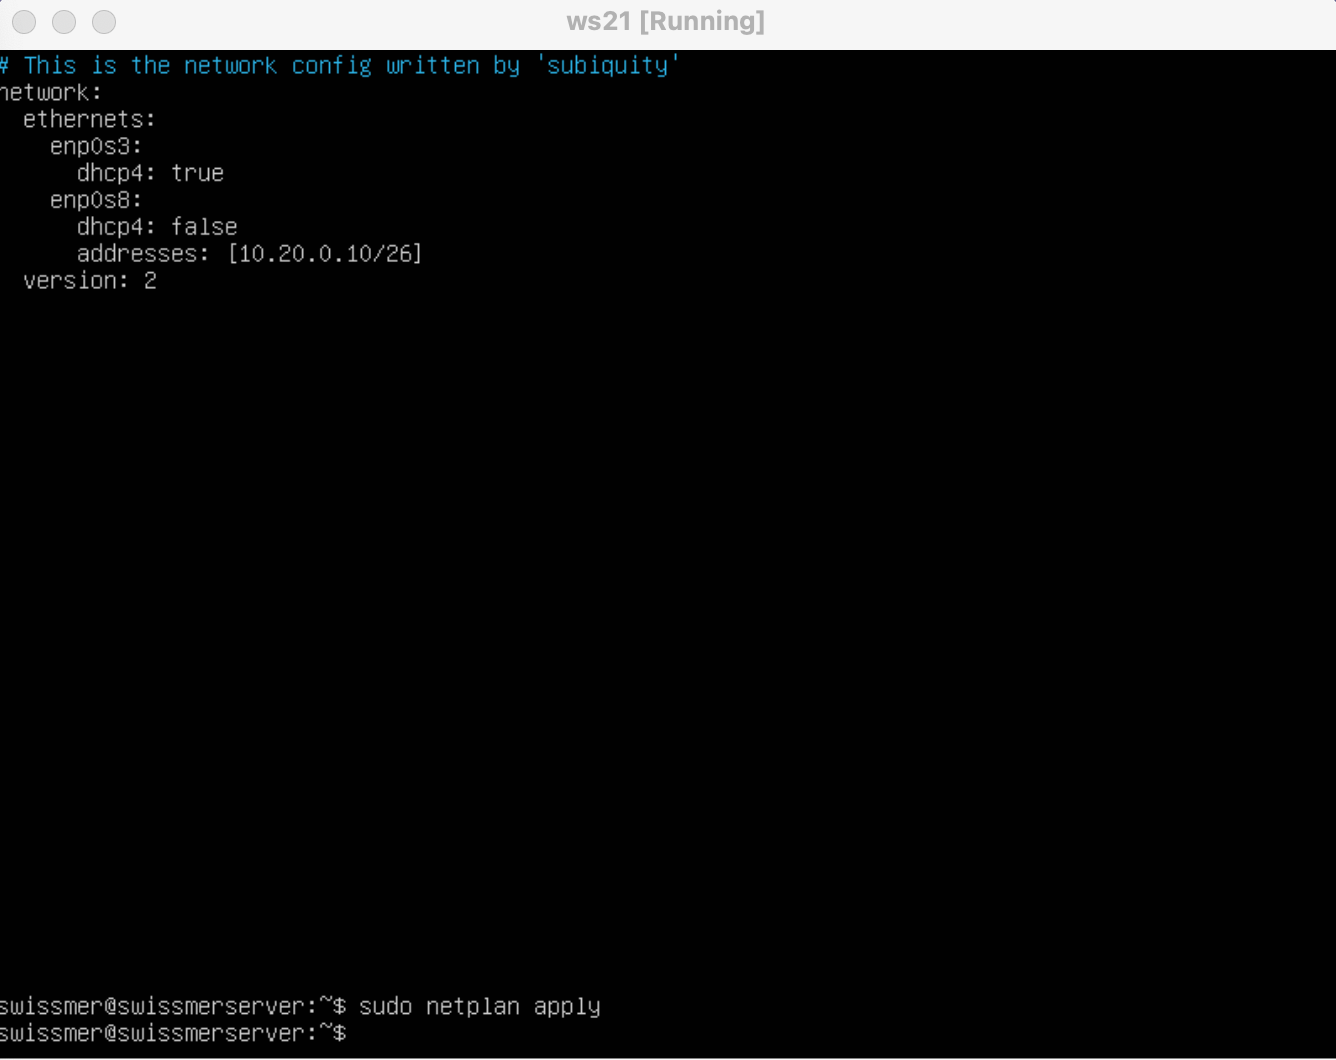 ws21 [Running]
# This is the network config written by 'subiquity'
network:
  ethernets:
    enp0s3:
      dhcp4: true
    enp0s8:
      dhcp4: false
      addresses: [10.20.0.10/26]
  version: 2
swissmer@swissmerserver:~$ sudo netplan apply
swissmer@swissmerserver:~$